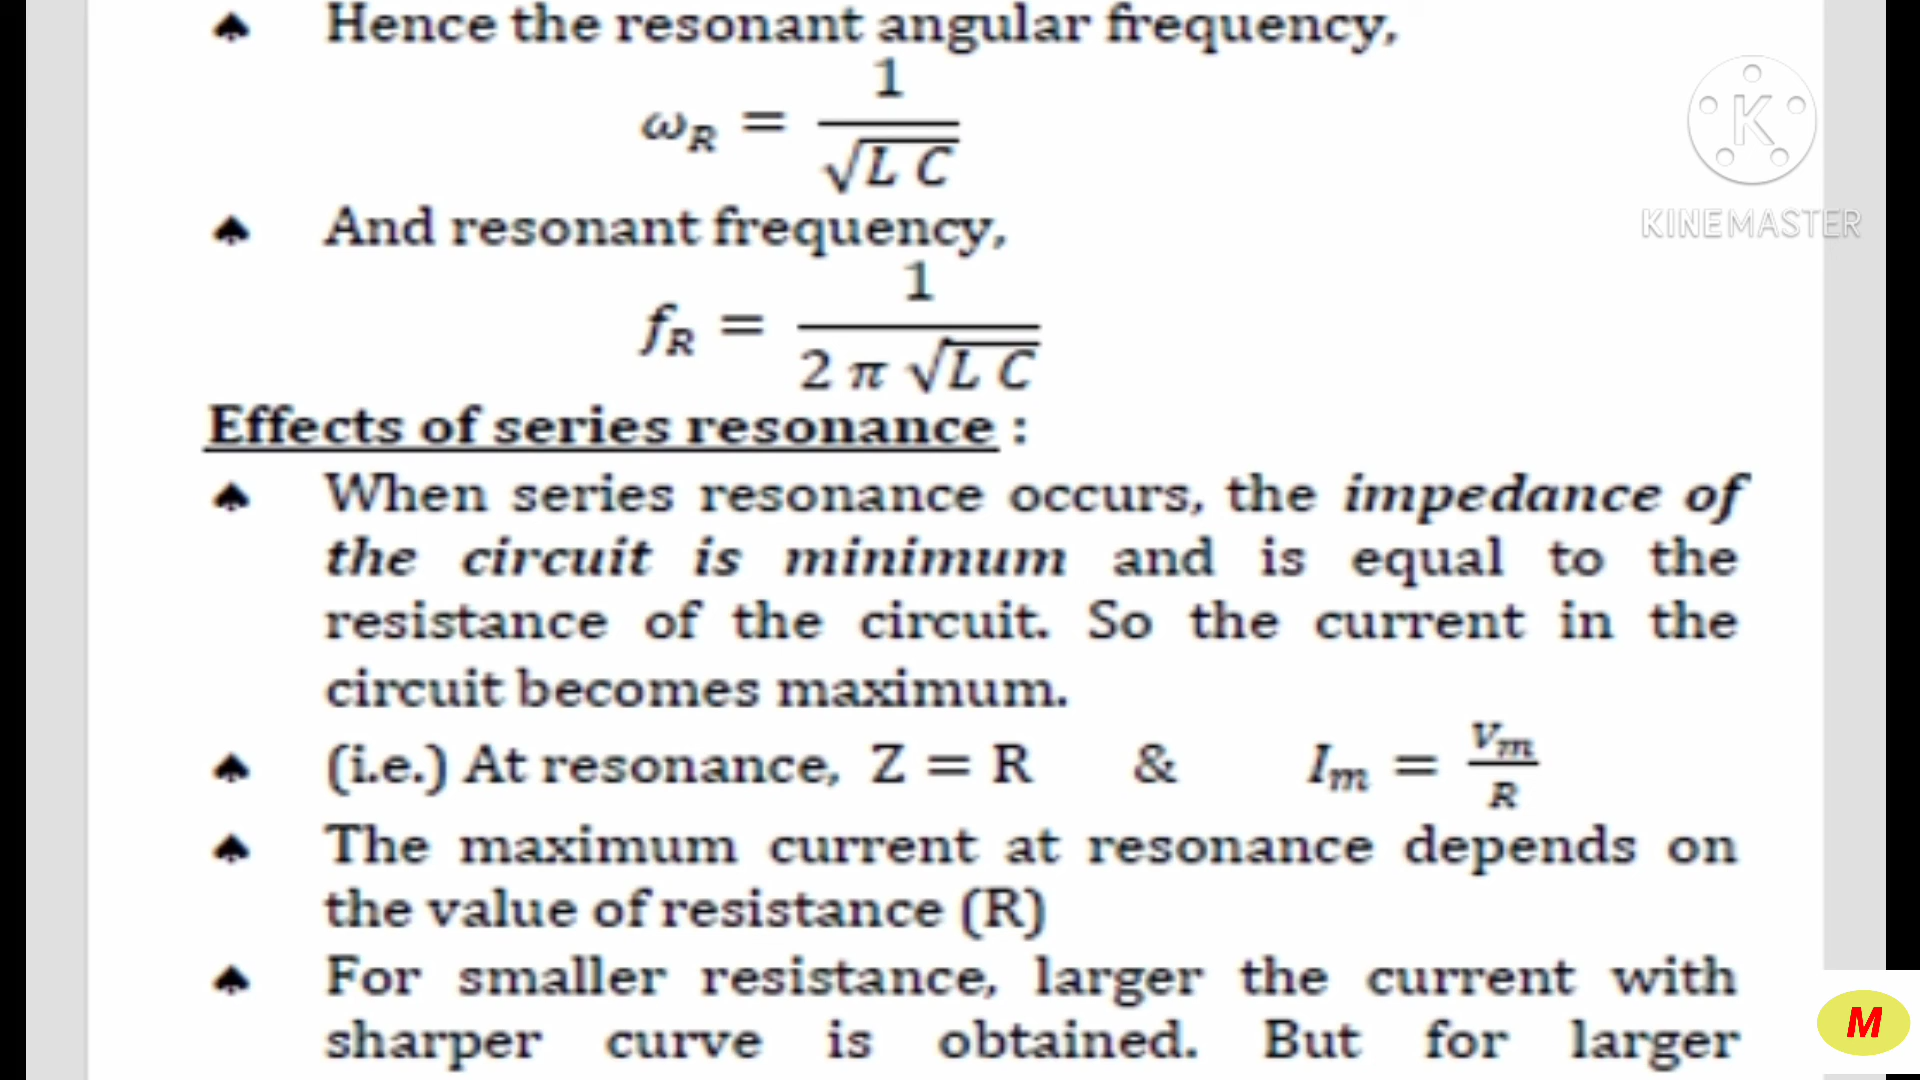 ♠ Hence the resonant angular frequency,
ω_R = 1 / √(L C)
♠ And resonant frequency,
f_R = 1 / (2 π √(L C))
Effects of series resonance :
♠ When series resonance occurs, the impedance of
the circuit is minimum and is equal to the
resistance of the circuit. So the current in the
circuit becomes maximum.
♠ (i.e.) At resonance, Z = R & I_m = V_m / R
♠ The maximum current at resonance depends on
the value of resistance (R)
♠ For smaller resistance, larger the current with
sharper curve is obtained. But for larger
K
KINEMASTER
M